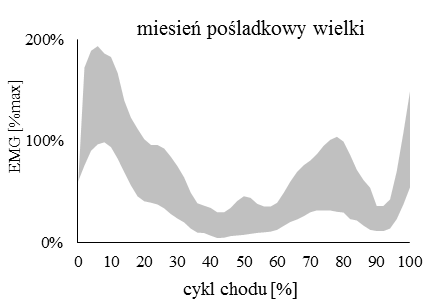 miesień pośladkowy wielki
200%
100%
0%
EMG [%max]
0 10 20 30 40 50 60 70 80 90 100
cykl chodu [%]